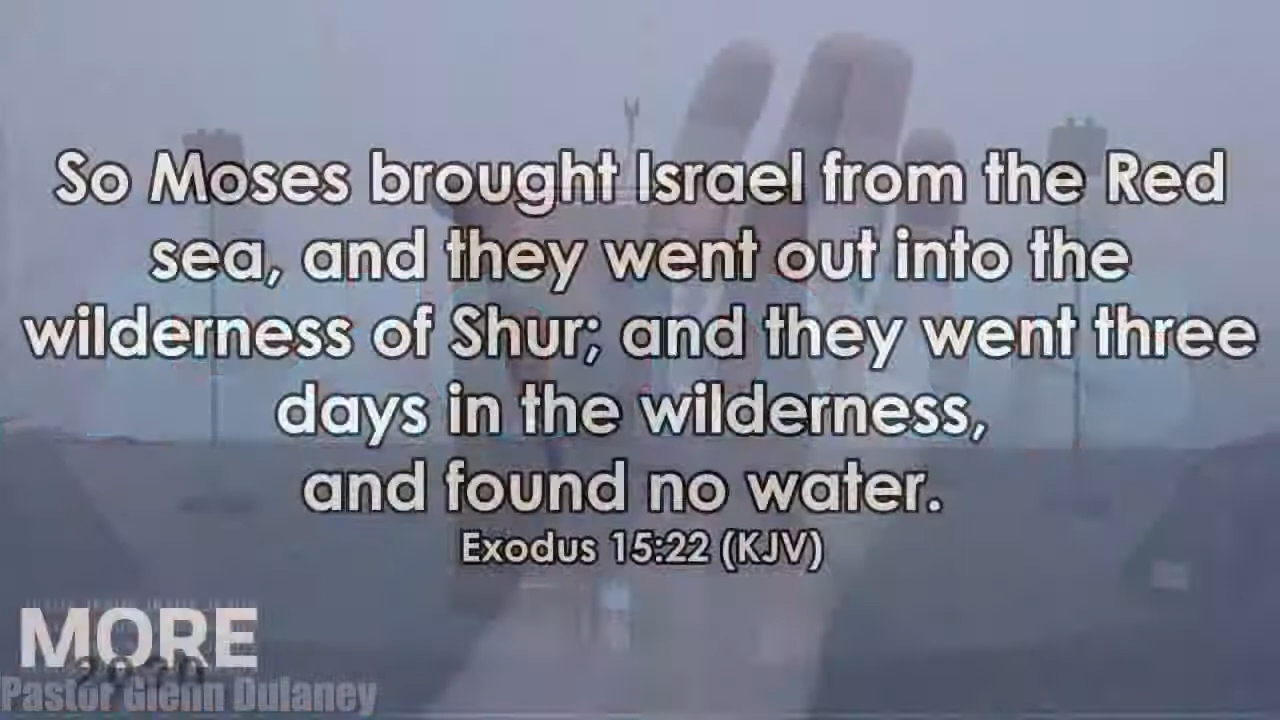 So Moses brought Israel from the Red
sea, and they went out into the
wilderness of Shur; and they went three
days in the wilderness,
and found no water.
Exodus 15:22 (KJV)
MORE
2020
Pastor Glenn Dulaney